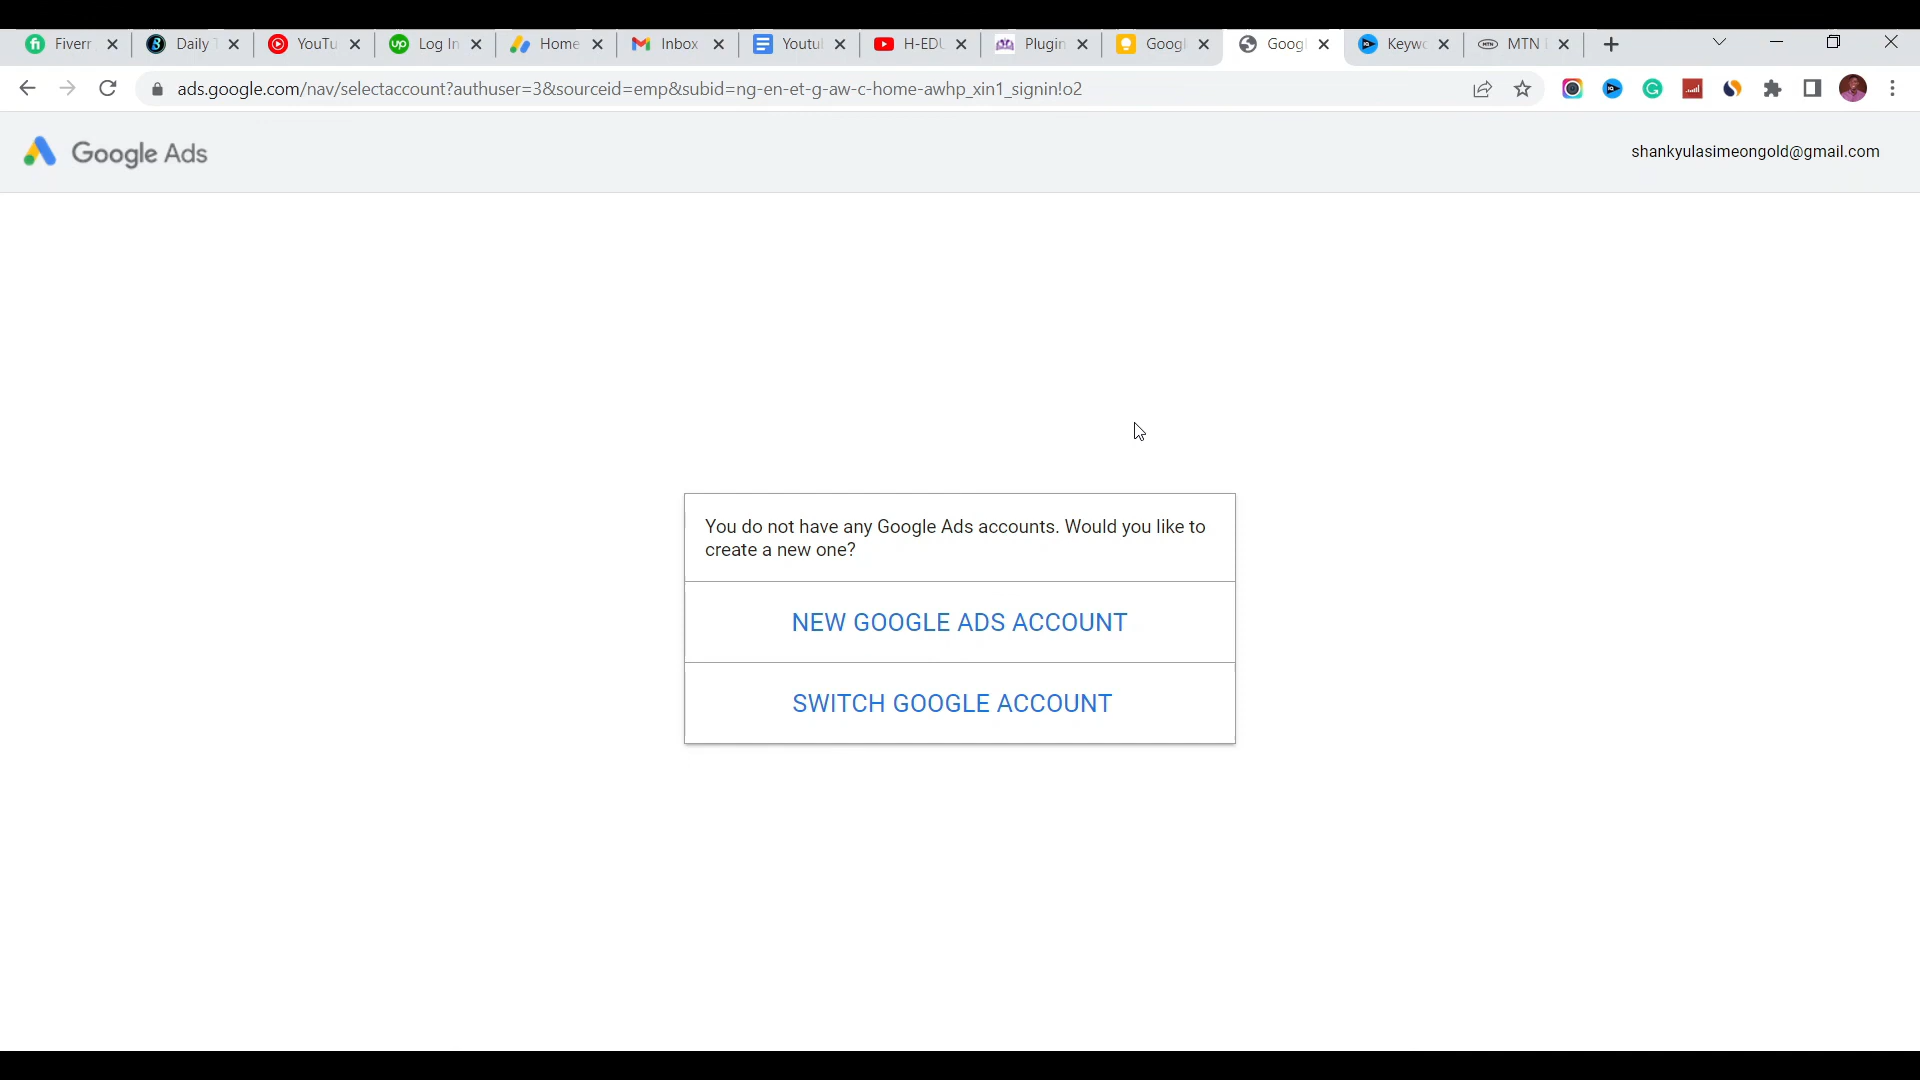 Fiverr
Daily
YouTu
Log In
Home
Inbox
Youtu
H-EDU
Plugin
Googl
Googl
Keywo
MTN
ads.google.com/nav/selectaccount?authuser=3&sourceid=emp&subid=ng-en-et-g-aw-c-home-awhp_xin1_signin!o2
Google Ads
shankyulasimeongold@gmail.com
You do not have any Google Ads accounts. Would you like to
create a new one?
NEW GOOGLE ADS ACCOUNT
SWITCH GOOGLE ACCOUNT